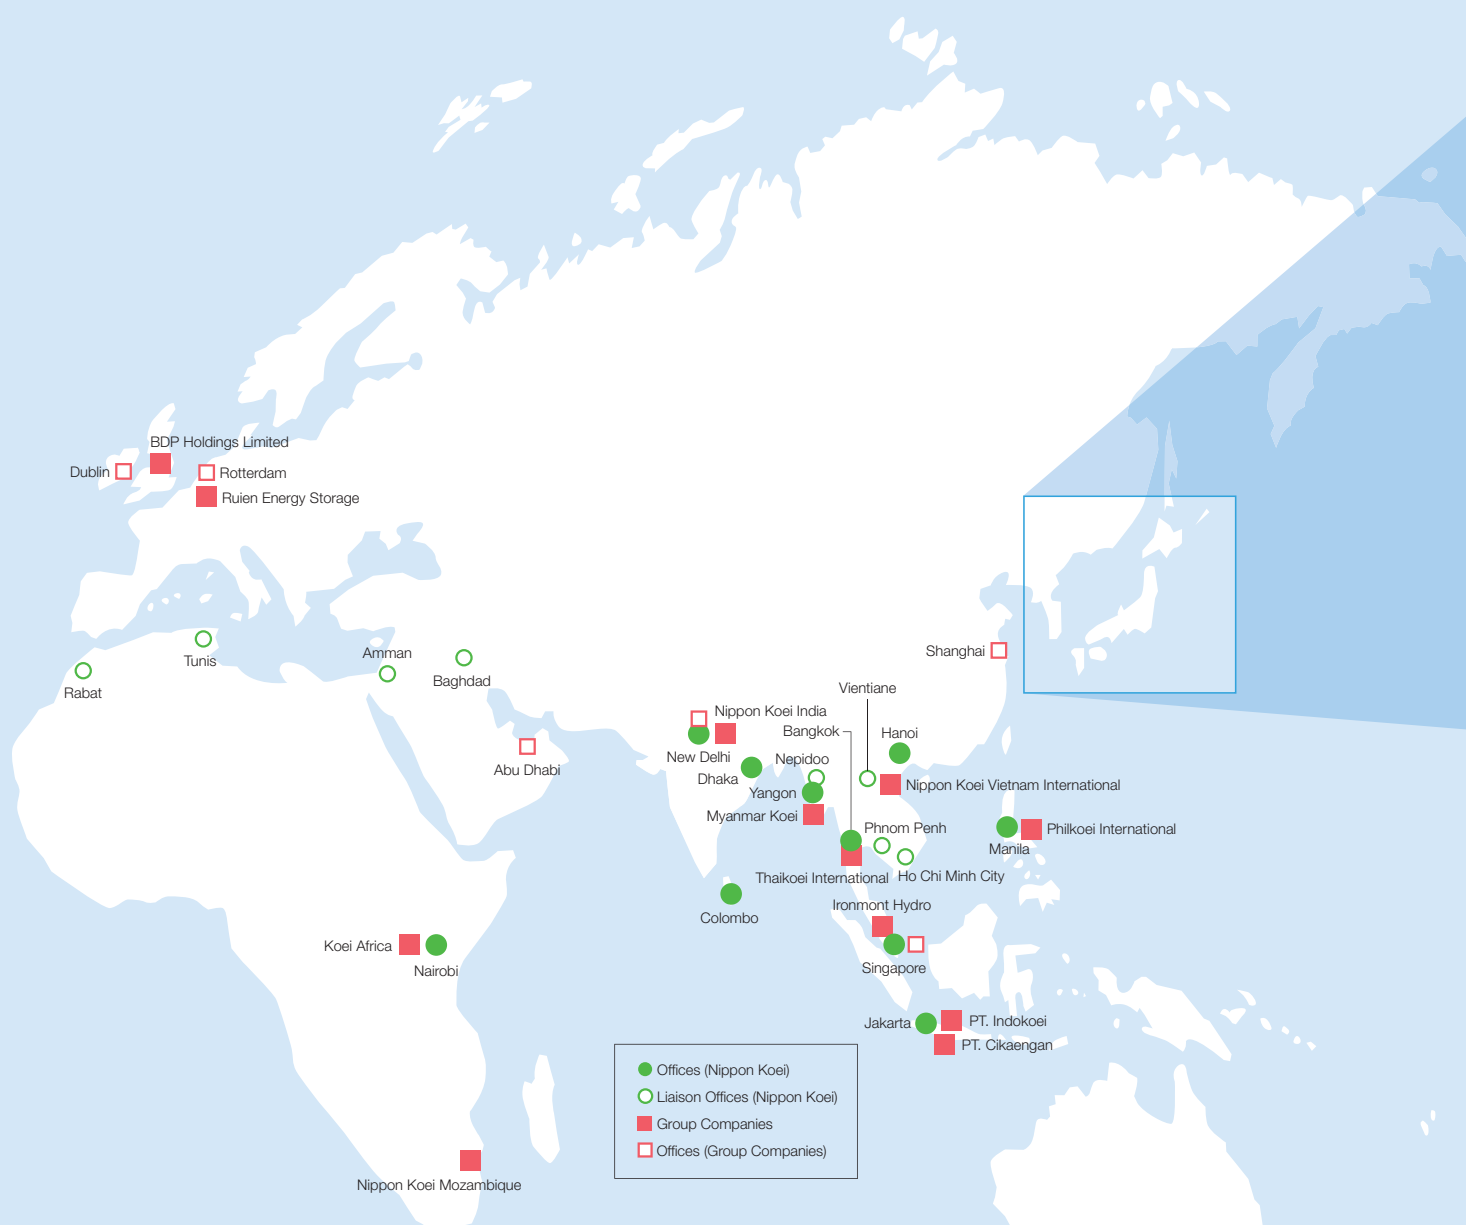 BDP Holdings Limited
Dublin
Rotterdam
Ruien Energy Storage
Tunis
Rabat
Amman
Baghdad
Abu Dhabi
Shanghai
Vientiane
Nippon Koei India
Bangkok
Hanoi
New Delhi
Nepidoo
Dhaka
Yangon
Nippon Koei Vietnam International
Myanmar Koei
Phnom Penh
Philkoei International
Manila
Thaikoei International
Ho Chi Minh City
Ironmont Hydro
Colombo
Koei Africa
Nairobi
Singapore
Jakarta
PT. Indokoei
PT. Cikaengan
Offices (Nippon Koei)
Liaison Offices (Nippon Koei)
Group Companies
Offices (Group Companies)
Nippon Koei Mozambique